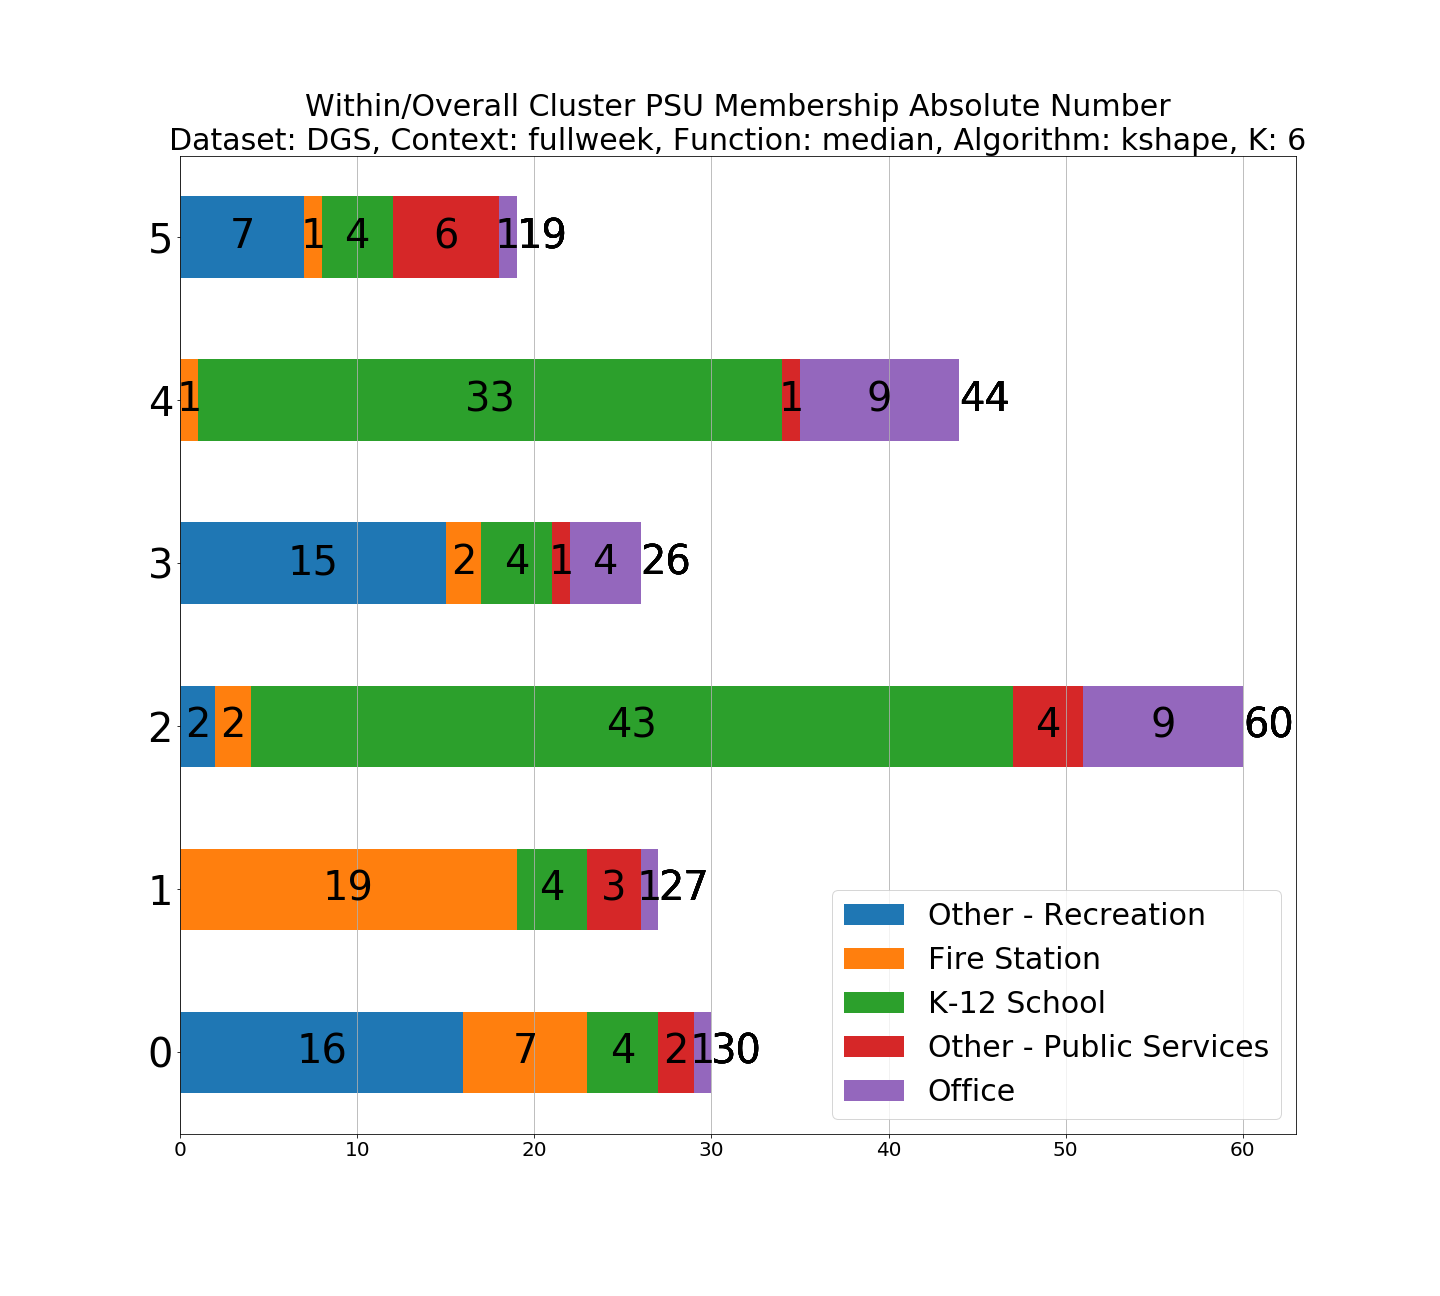 Within/Overall Cluster PSU Membership Absolute Number
Dataset: DGS, Context: fullweek, Function: median, Algorithm: kshape, K: 6
5 7 1 4 6 1 19
4 1 33 1 9 44
3 15 2 4 1 4 26
2 2 2 43 4 9 60
1 19 4 3 1 27
0 16 7 4 2 1 30
Other - Recreation
Fire Station
K-12 School
Other - Public Services
Office
0 10 20 30 40 50 60